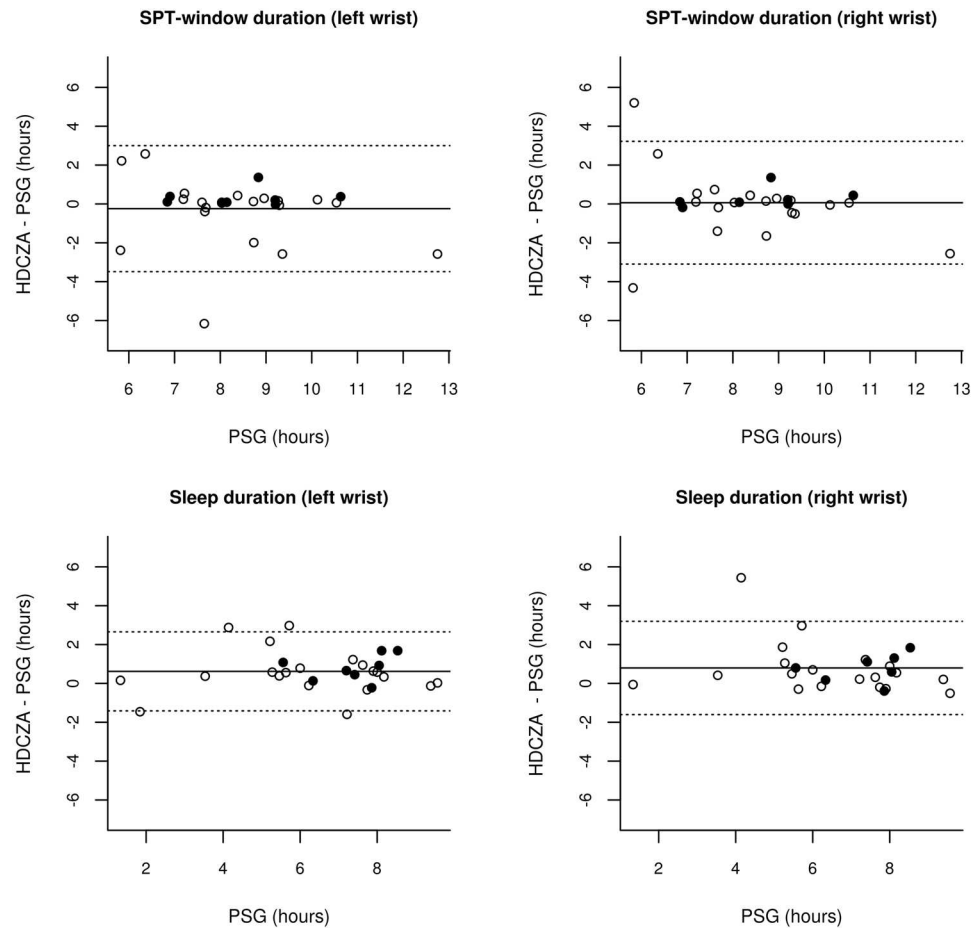 SPT-window duration (left wrist)
HDCZA - PSG (hours)
6
4
2
0
-2
-4
-6
6 7 8 9 10 11 12 13
PSG (hours)
SPT-window duration (right wrist)
HDCZA - PSG (hours)
6
4
2
0
-2
-4
-6
6 7 8 9 10 11 12 13
PSG (hours)
Sleep duration (left wrist)
HDCZA - PSG (hours)
6
4
2
0
-2
-4
-6
2 4 6 8
PSG (hours)
Sleep duration (right wrist)
HDCZA - PSG (hours)
6
4
2
0
-2
-4
-6
2 4 6 8
PSG (hours)